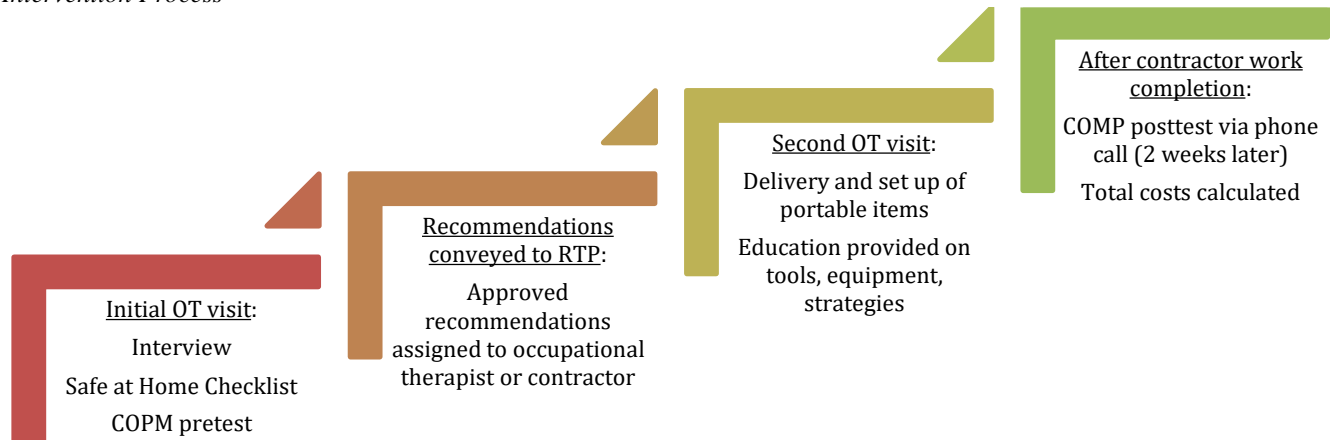 Intervention Process
Initial OT visit:
Interview
Safe at Home Checklist
COPM pretest
Recommendations
conveyed to RTP:
Approved
recommendations
assigned to occupational
therapist or contractor
Second OT visit:
Delivery and set up of
portable items
Education provided on
tools, equipment,
strategies
After contractor work
completion:
COMP posttest via phone
call (2 weeks later)
Total costs calculated